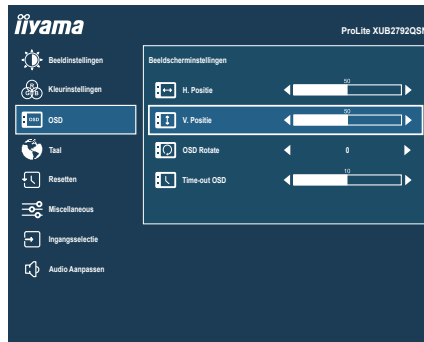 iiyama
ProLite XUB2792QSN
Beeldinstellingen
Kleurinstellingen
R
G B
OSD
OSD
Taal
Resetten
Miscellaneous
Ingangsselectie
Audio Aanpassen
Beeldscherminstellingen
H. Positie
50
V. Positie
50
OSD Rotate
0
Time-out OSD
10